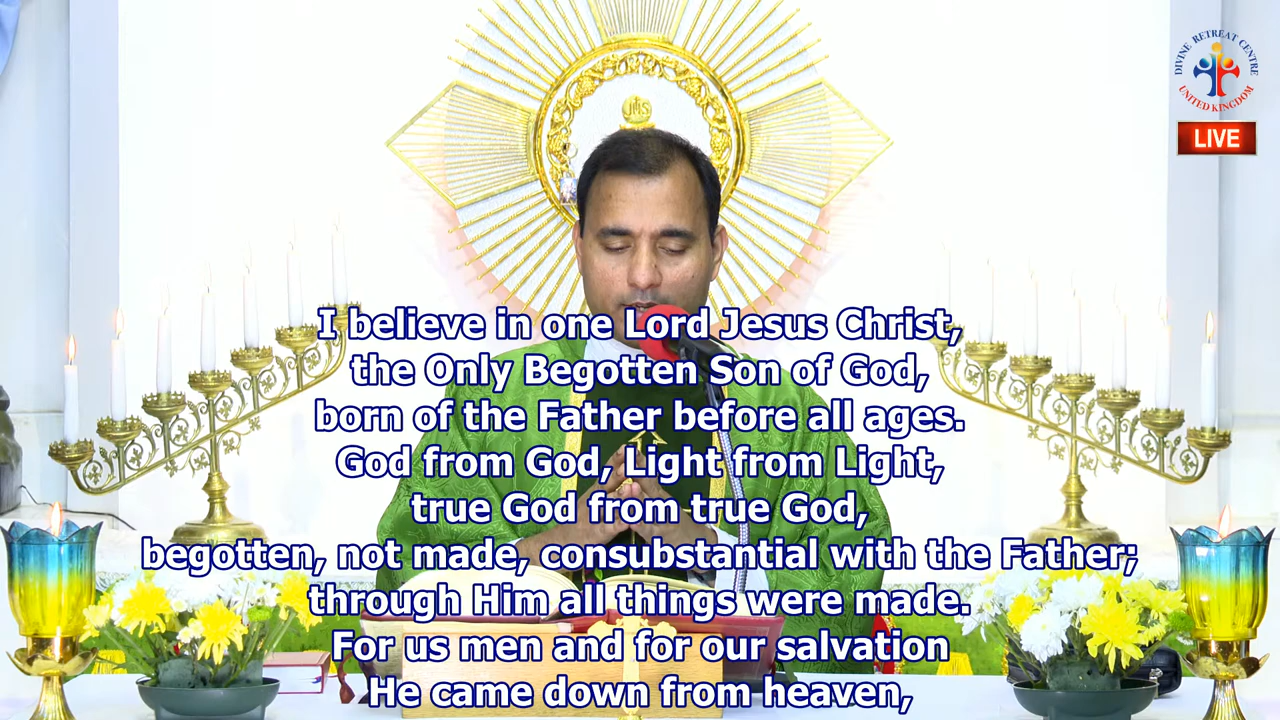 DIVINE RETREAT CENTRE
UNITED KINGDOM
LIVE
IHS
I believe in one Lord Jesus Christ,
the Only Begotten Son of God,
born of the Father before all ages.
God from God, Light from Light,
true God from true God,
begotten, not made, consubstantial with the Father;
through Him all things were made.
For us men and for our salvation
He came down from heaven,